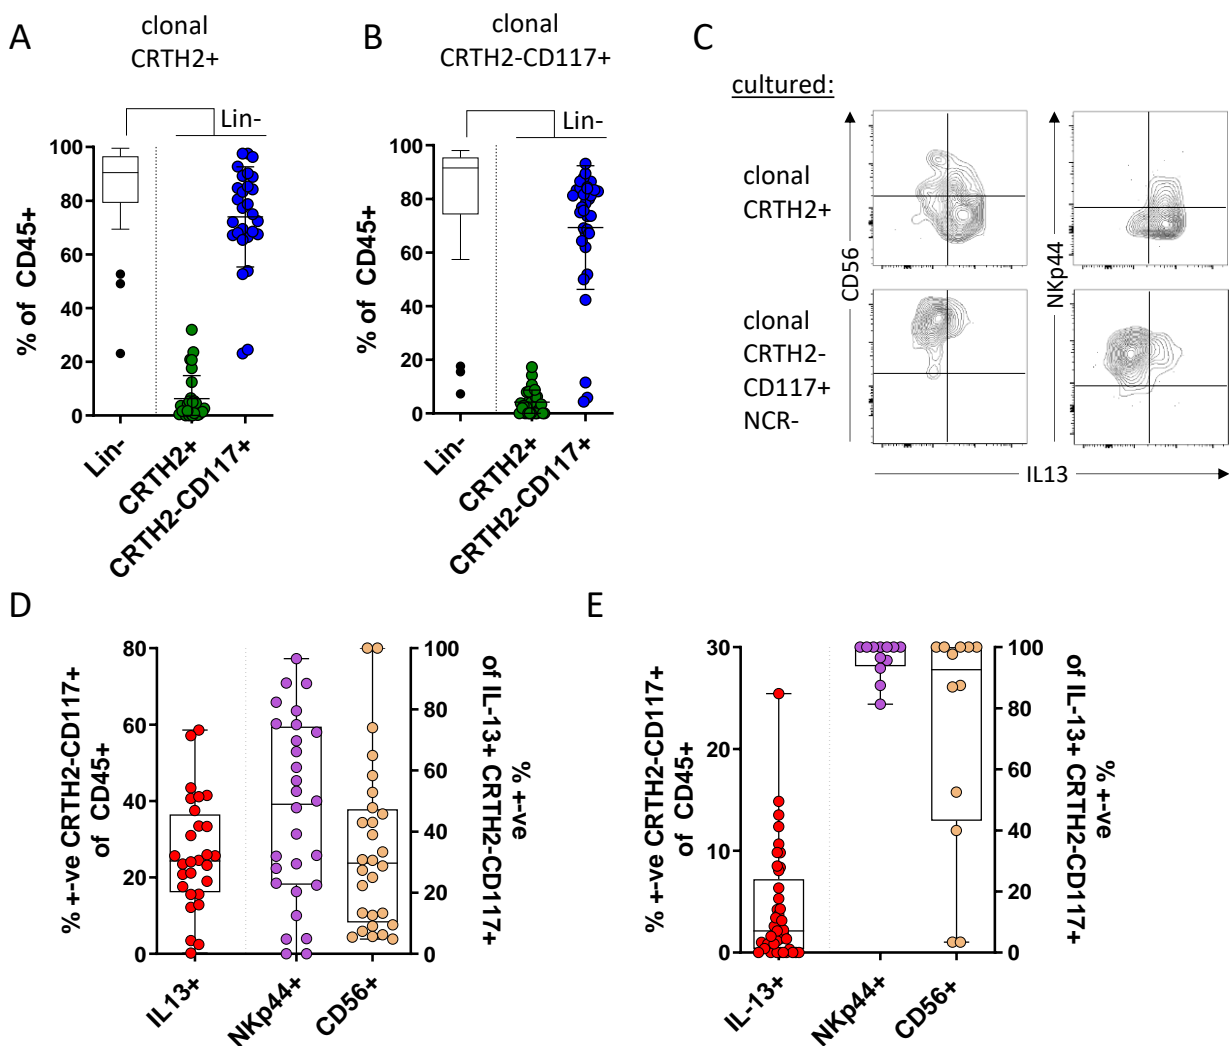 A
clonal
CRTH2+
Lin-
% of CD45+
100
80
60
40
20
0
Lin-
CRTH2+
CRTH2-CD117+
B
clonal
CRTH2-CD117+
Lin-
% of CD45+
100
80
60
40
20
0
Lin-
CRTH2+
CRTH2-CD117+
C
cultured:
clonal
CRTH2+
clonal
CRTH2-
CD117+
NCR-
CD56
NKp44
IL13
D
% +-ve CRTH2-CD117+
of CD45+
80
60
40
20
0
100
80
60
40
20
0
% +-ve
of IL-13+ CRTH2-CD117+
IL13+
NKp44+
CD56+
E
% +-ve CRTH2-CD117+
of CD45+
30
20
10
0
100
80
60
40
20
0
% +-ve
of IL-13+ CRTH2-CD117+
IL-13+
NKp44+
CD56+